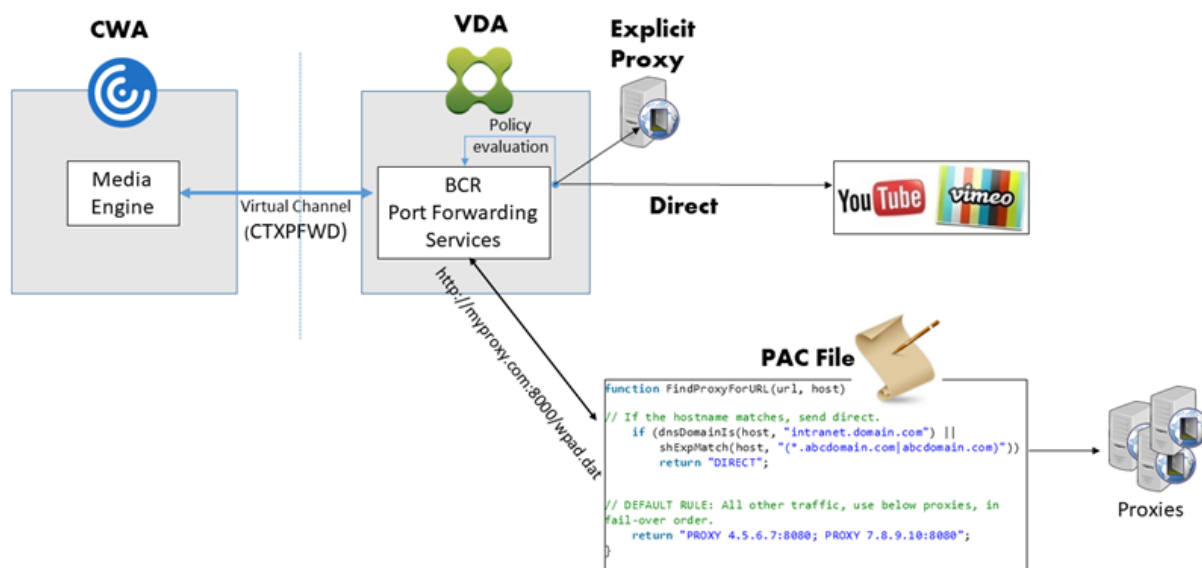 CWA
VDA
Explicit
Proxy
Policy
evaluation
Media
Engine
BCR
Port Forwarding
Services
Virtual Channel
(CTXPFWD)
Direct
YouTube
vimeo
http://myproxy.com:8000/wpad.dat
PAC File
function FindProxyForURL(url, host)
// If the hostname matches, send direct.
if (dnsDomainIs(host, "intranet.domain.com") ||
shExpMatch(host, "(*.abcdomain.com|abcdomain.com)"))
return "DIRECT";
// DEFAULT RULE: All other traffic, use below proxies, in
fail-over order.
return "PROXY 4.5.6.7:8080; PROXY 7.8.9.10:8080";
}
Proxies